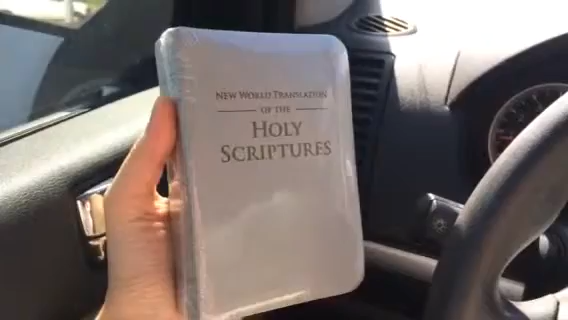 NEW WORLD TRANSLATION
OF THE
HOLY
SCRIPTURES